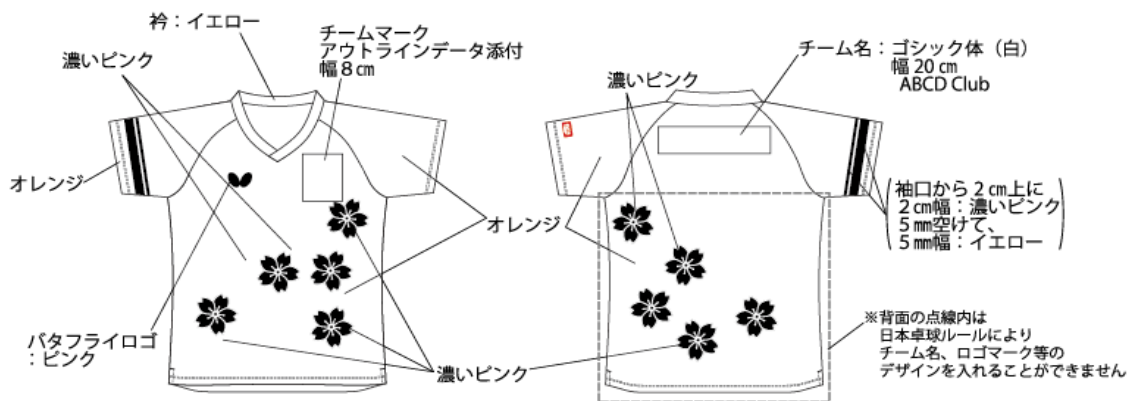 衿：イエロー
チームマーク
アウトラインデータ添付
幅８㎝
濃いピンク
オレンジ
バタフライロゴ
：ピンク
オレンジ
濃いピンク
濃いピンク
チーム名：ゴシック体（白）
幅 20 ㎝
ABCD Club
袖口から２㎝上に
２㎝幅：濃いピンク
５㎜空けて、
５㎜幅：イエロー
※背面の点線内は
日本卓球ルールにより
チーム名、ロゴマーク等の
デザインを入れることができません